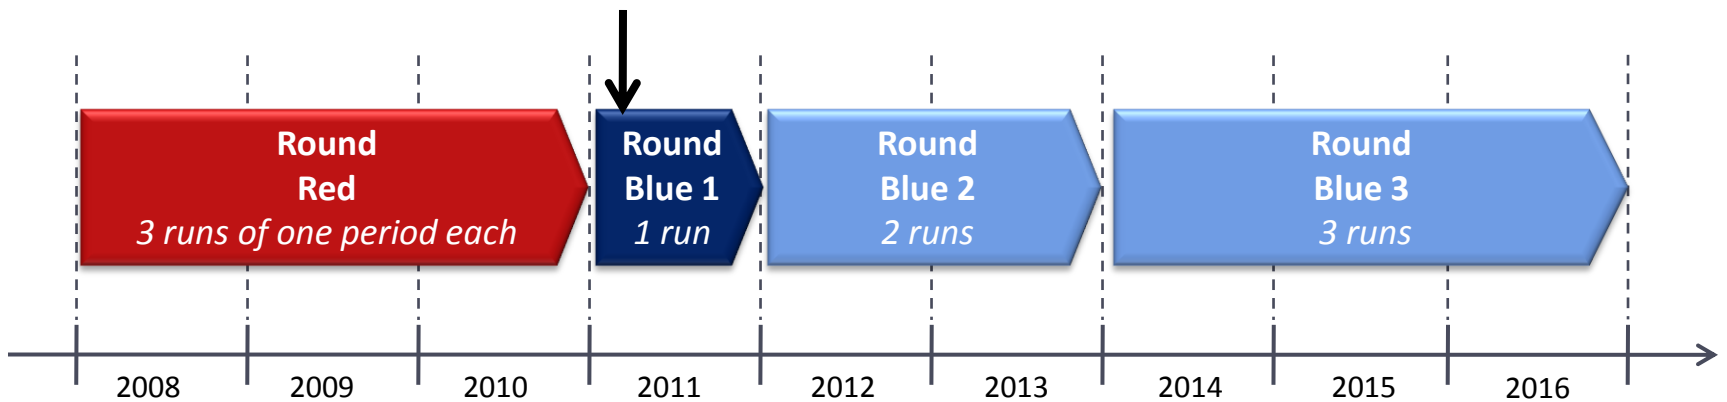 Round
Red
3 runs of one period each
Round
Blue 1
1 run
Round
Blue 2
2 runs
Round
Blue 3
3 runs
2008 2009 2010 2011 2012 2013 2014 2015 2016